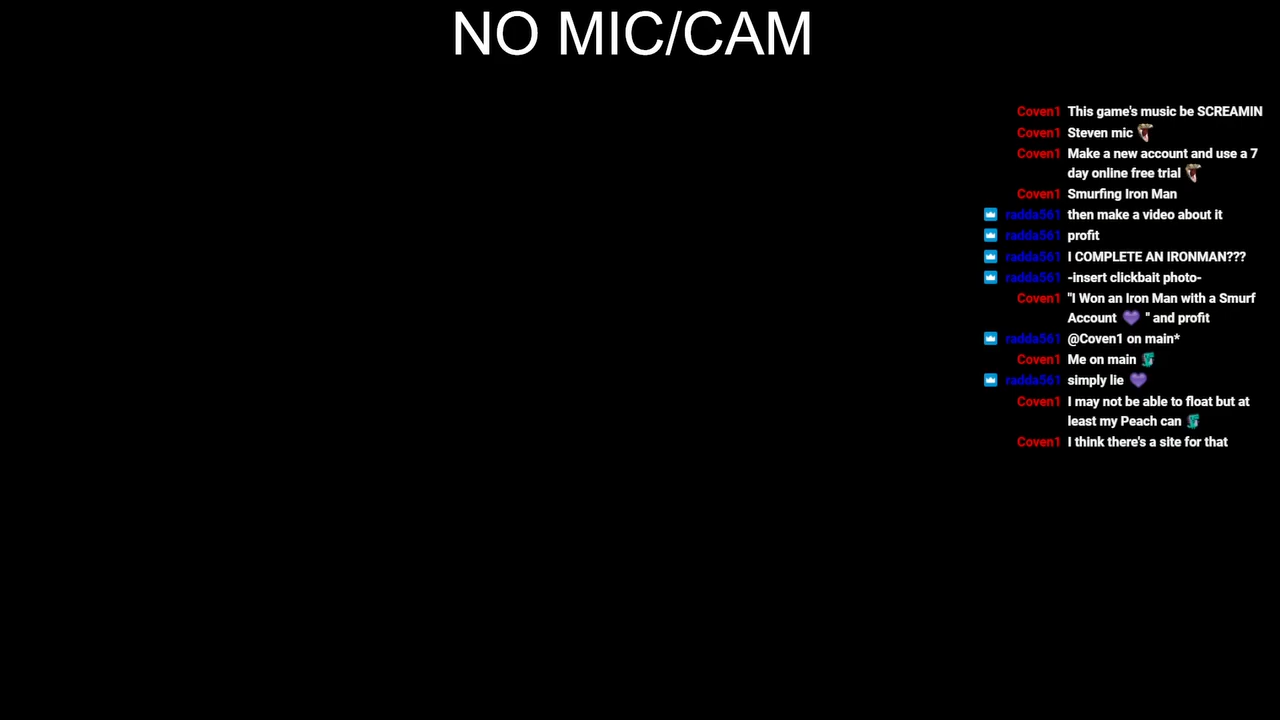 NO MIC/CAM
Coven1 This game's music be SCREAMIN
Coven1 Steven mic
Coven1 Make a new account and use a 7
day online free trial
Coven1 Smurfing Iron Man
radda561 then make a video about it
radda561 profit
radda561 I COMPLETE AN IRONMAN???
radda561 -insert clickbait photo-
Coven1 "I Won an Iron Man with a Smurf
Account 💜 " and profit
radda561 @Coven1 on main*
Coven1 Me on main
radda561 simply lie 💜
Coven1 I may not be able to float but at
least my Peach can
Coven1 I think there's a site for that